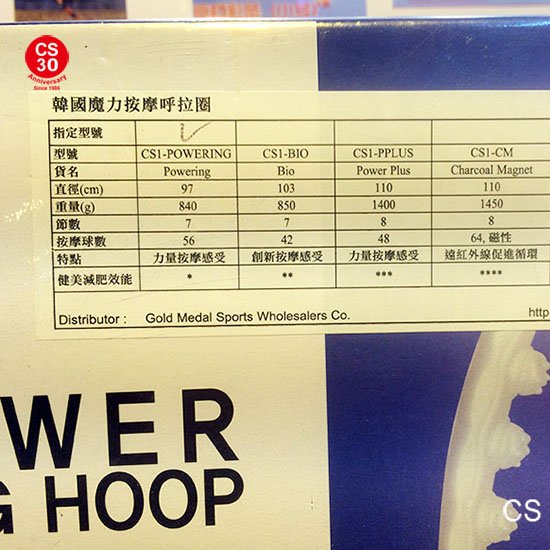 CS
30
Anniversary
Since 1986
韓國魔力按摩呼拉圈
指定型號
型號 CS1-POWERING CS1-BIO CS1-PPLUS CS1-CM
貨名 Powering Bio Power Plus Charcoal Magnet
直徑(cm) 97 103 110 110
重量(g) 840 850 1400 1450
節數 7 7 8 8
按摩球數 56 42 48 64, 磁性
特點 力量按摩感受 創新按摩感受 力量按摩感受 遠紅外線促進循環
健美減肥效能 * ** *** ****
Distributor : Gold Medal Sports Wholesalers Co. http
OWER
G HOOP
CS